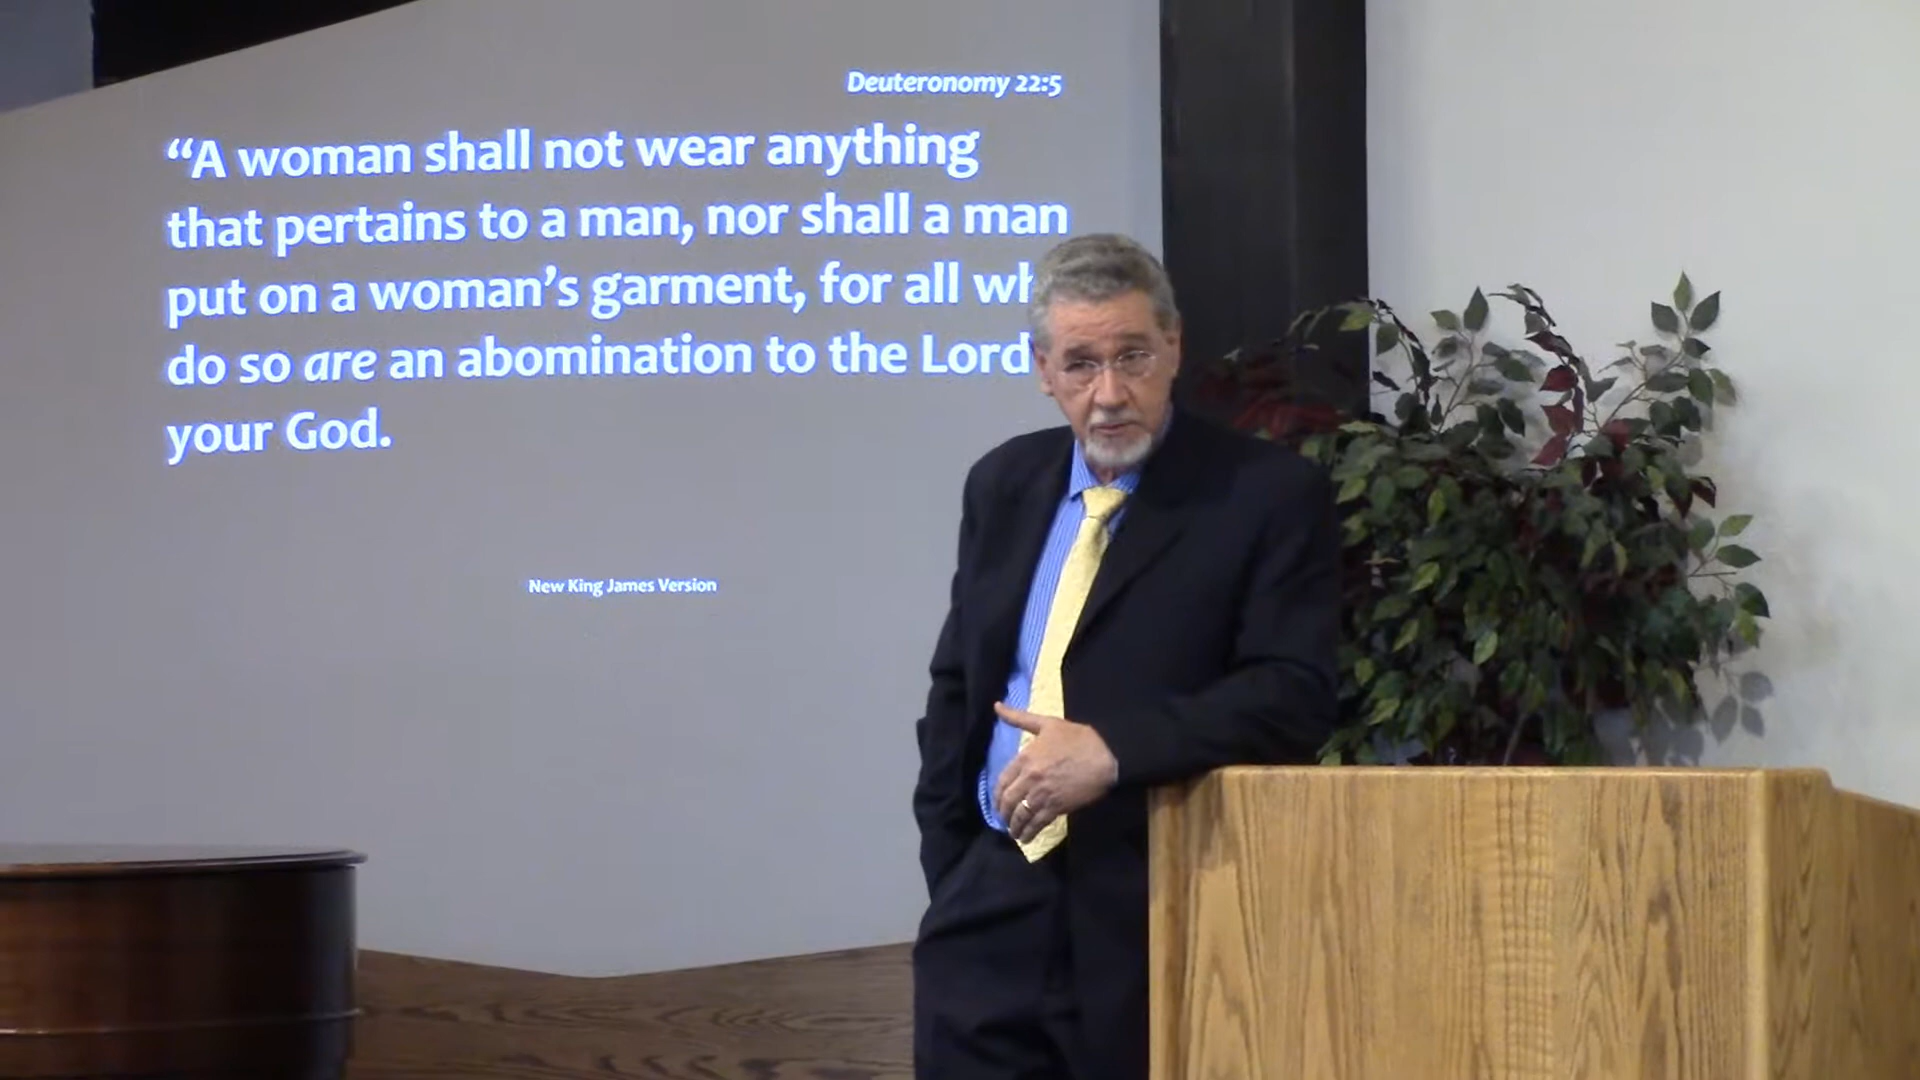 Deuteronomy 22:5
“A woman shall not wear anything
that pertains to a man, nor shall a man
put on a woman’s garment, for all
do so are an abomination to the Lord
your God.
New King James Version